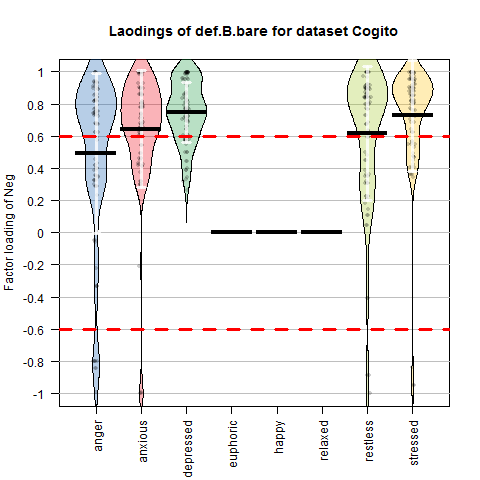 Laodings of def.B.bare for dataset Cogito
Factor loading of Neg
1
0.8
0.6
0.4
0.2
0
-0.2
-0.4
-0.6
-0.8
-1
anger
anxious
depressed
euphoric
happy
relaxed
restless
stressed